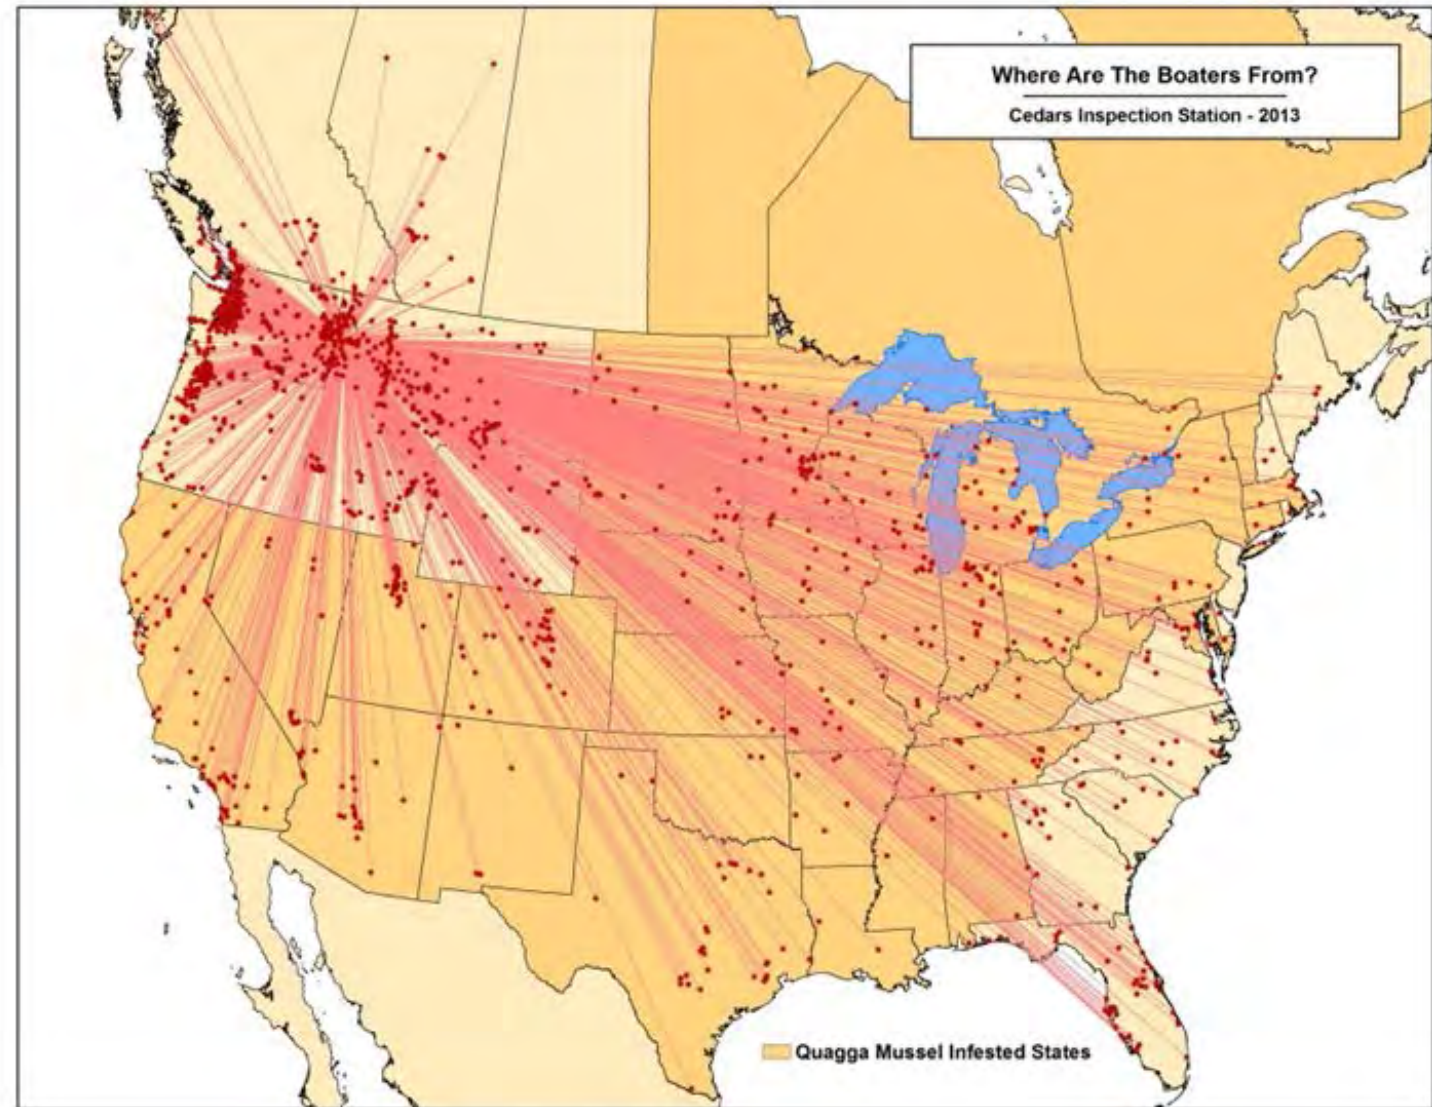 Where Are The Boaters From?
Cedars Inspection Station - 2013
Quagga Mussel Infested States